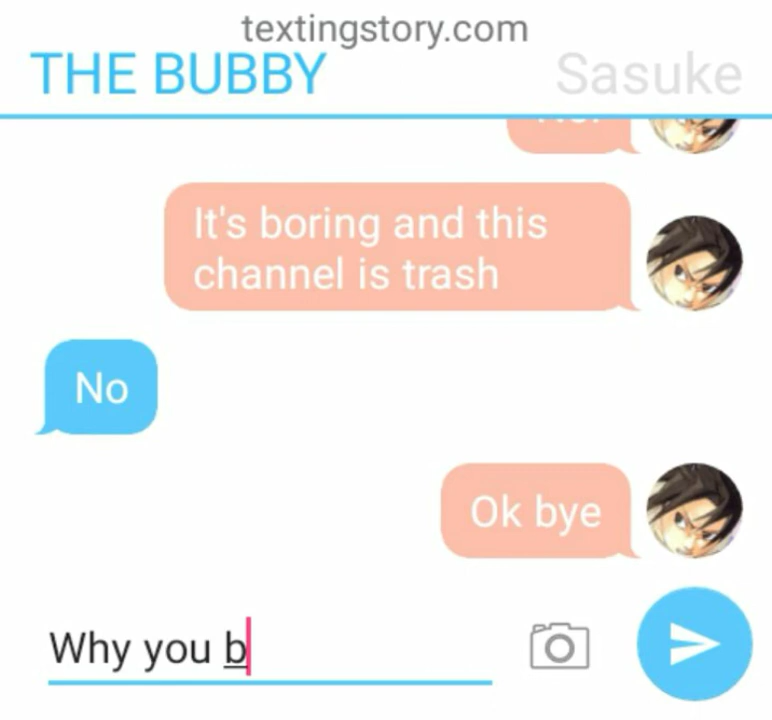 textingstory.com
THE BUBBY
Sasuke
It's boring and this
channel is trash
No
Ok bye
Why you b